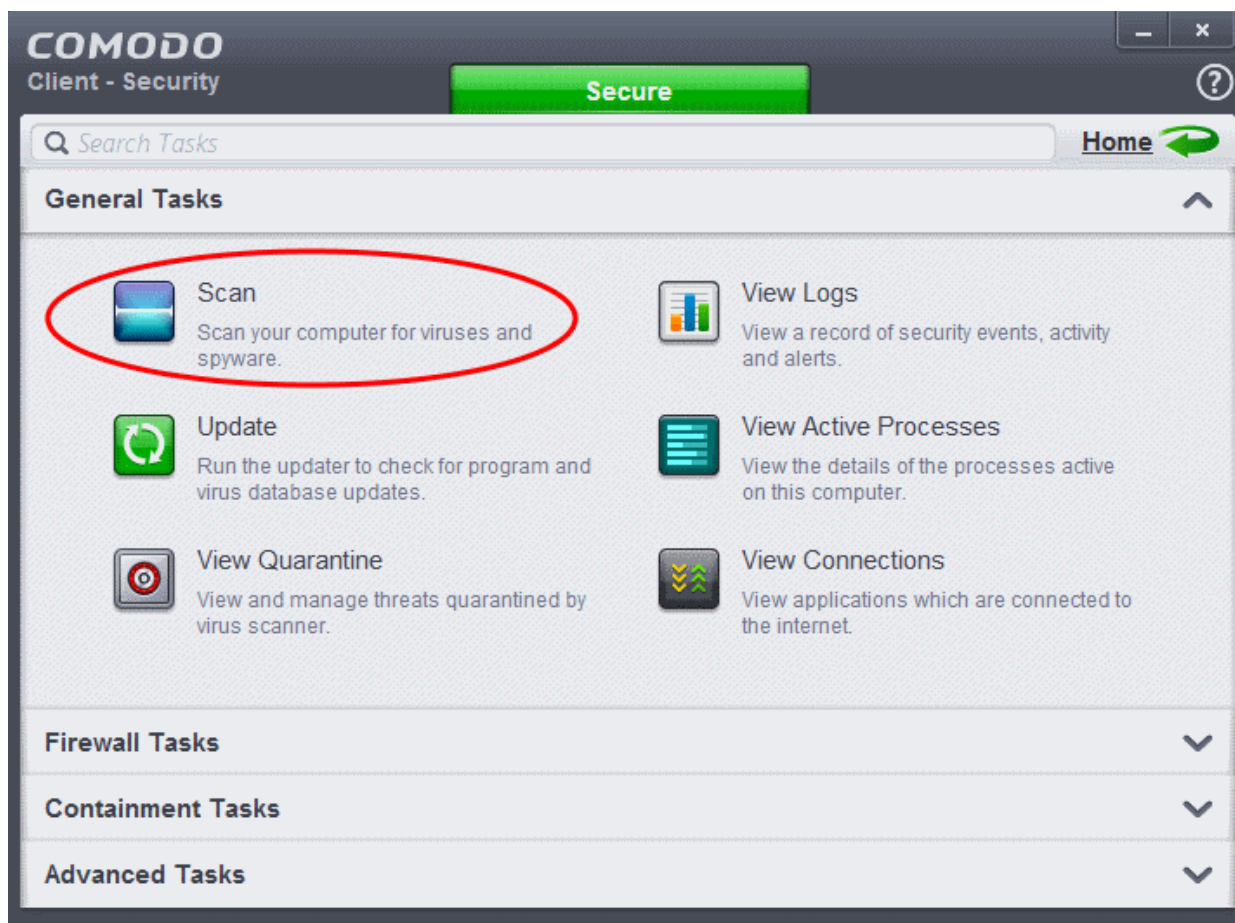 COMODO
Client - Security
Secure
Search Tasks
Home
General Tasks
Scan
Scan your computer for viruses and
spyware.
View Logs
View a record of security events, activity
and alerts.
Update
Run the updater to check for program and
virus database updates.
View Active Processes
View the details of the processes active
on this computer.
View Quarantine
View and manage threats quarantined by
virus scanner.
View Connections
View applications which are connected to
the internet.
Firewall Tasks
Containment Tasks
Advanced Tasks